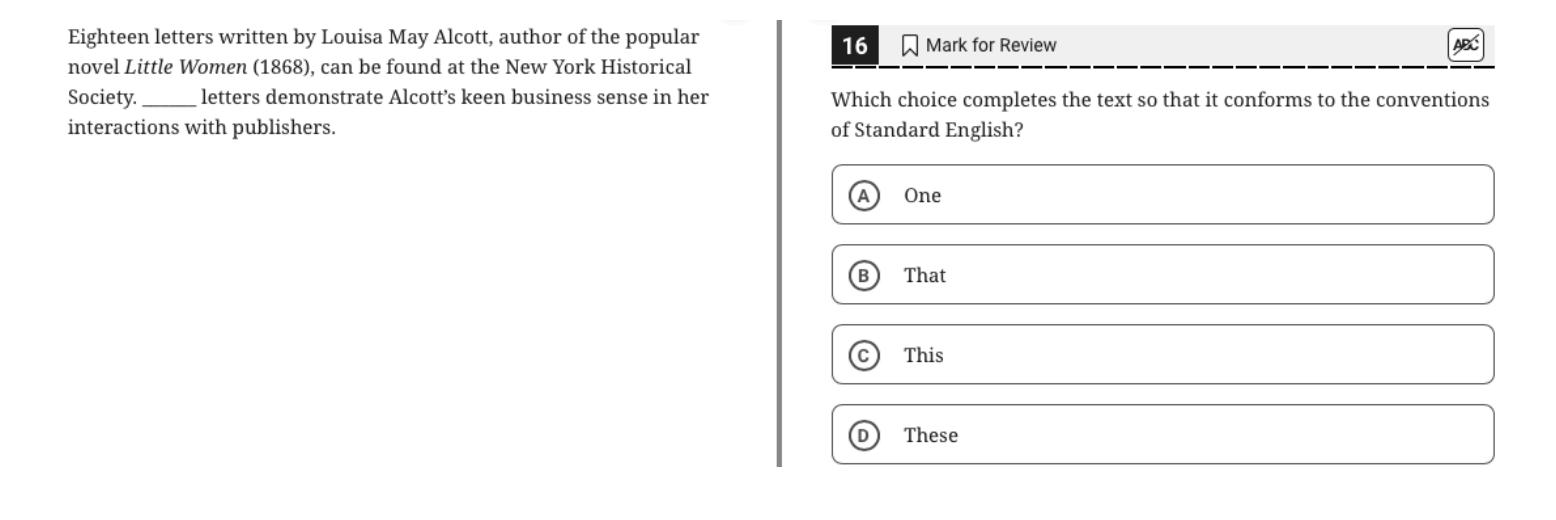 Eighteen letters written by Louisa May Alcott, author of the popular
novel Little Women (1868), can be found at the New York Historical
Society. ______ letters demonstrate Alcott's keen business sense in her
interactions with publishers.
16 Mark for Review ABC
Which choice completes the text so that it conforms to the conventions
of Standard English?
A One
B That
C This
D These